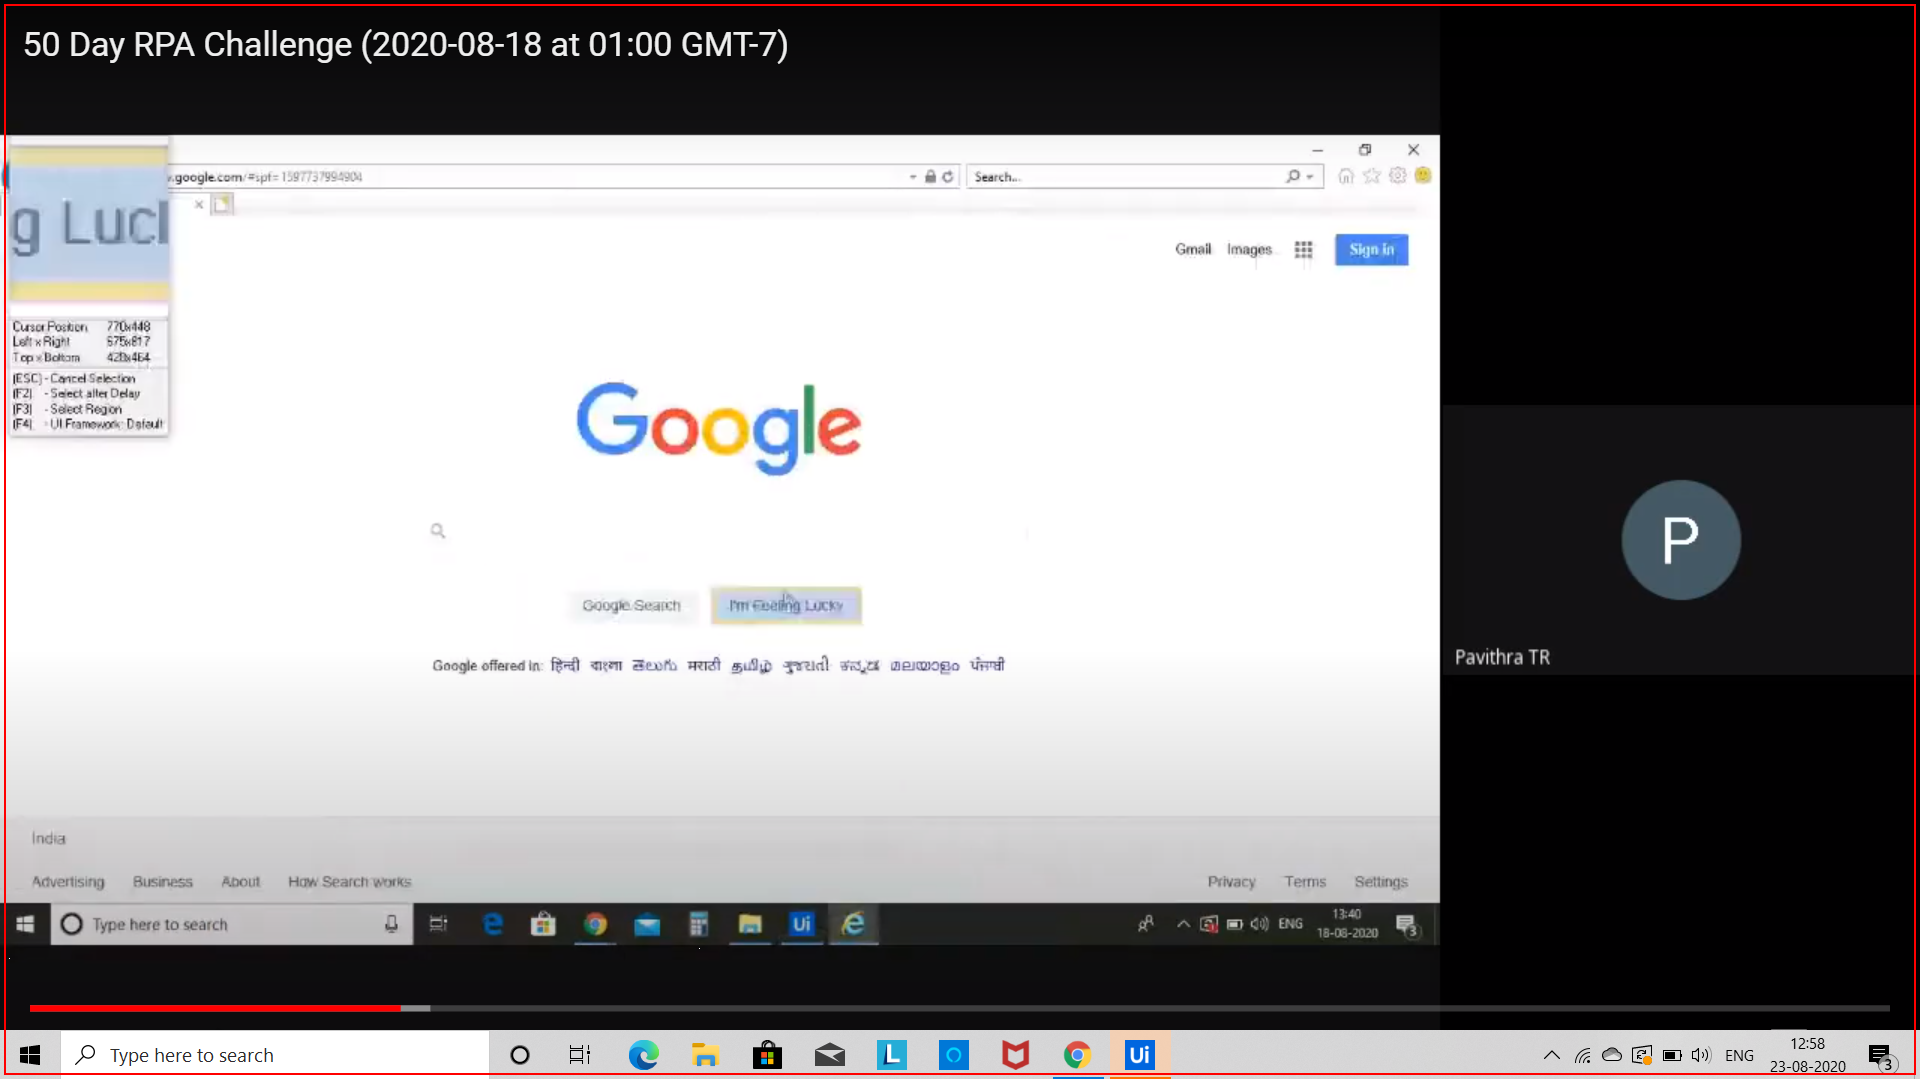 50 Day RPA Challenge (2020-08-18 at 01:00 GMT-7)
.google.com/#spf=1597737994904
Search...
g Luck
Gmail Images Sign in
Cursor Position 770x448
Left x Right 675x817
Top x Bottom 428x464
(ESC) - Cancel Selection
(F2) - Select after Delay
(F3) - Select Region
(F4) - UI Framework: Default
Google
Google Search I'm Feeling Lucky
P
Pavithra TR
Google offered in: हिन्दी বাংলা తెలుగు मराठी தமிழ் ગુજરાતી ಕನ್ನಡ മലയാളം ਪੰਜਾਬੀ
India
Advertising Business About How Search works Privacy Terms Settings
Type here to search Ui ENG 13:40
18-08-2020 3
Type here to search L Ui ENG 12:58
23-08-2020 3